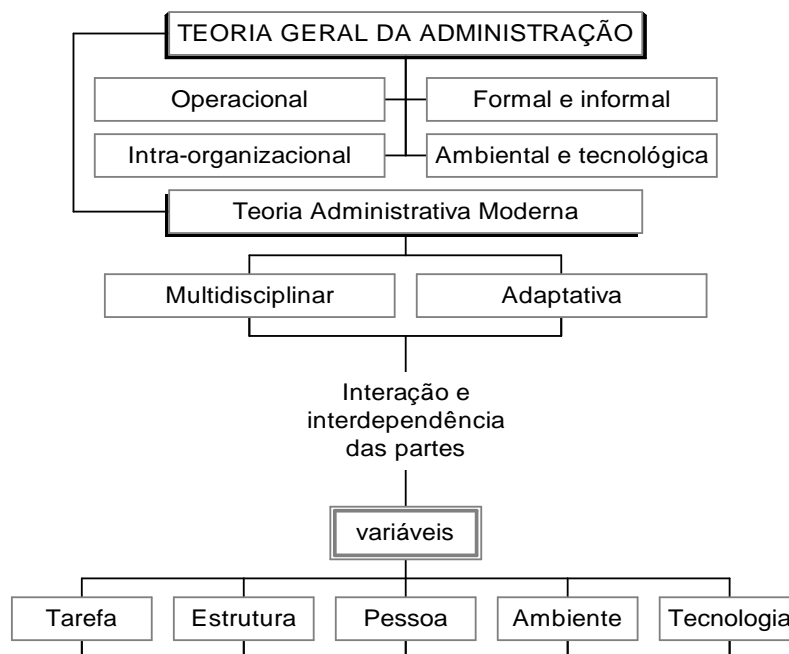 TEORIA GERAL DA ADMINISTRAÇÃO
Operacional
Formal e informal
Intra-organizacional
Ambiental e tecnológica
Teoria Administrativa Moderna
Multidisciplinar
Adaptativa
Interação e
interdependência
das partes
variáveis
Tarefa
Estrutura
Pessoa
Ambiente
Tecnologia